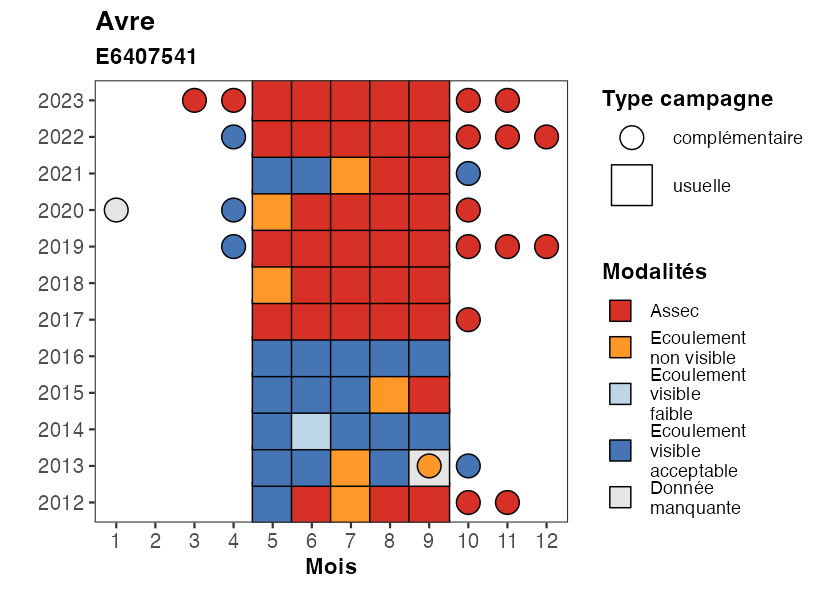 Avre
E6407541
2023
2022
2021
2020
2019
2018
2017
2016
2015
2014
2013
2012
1 2 3 4 5 6 7 8 9 10 11 12
Mois
Type campagne
complémentaire
usuelle
Modalités
Assec
Ecoulement
non visible
Ecoulement
visible
faible
Ecoulement
visible
acceptable
Donnée
manquante